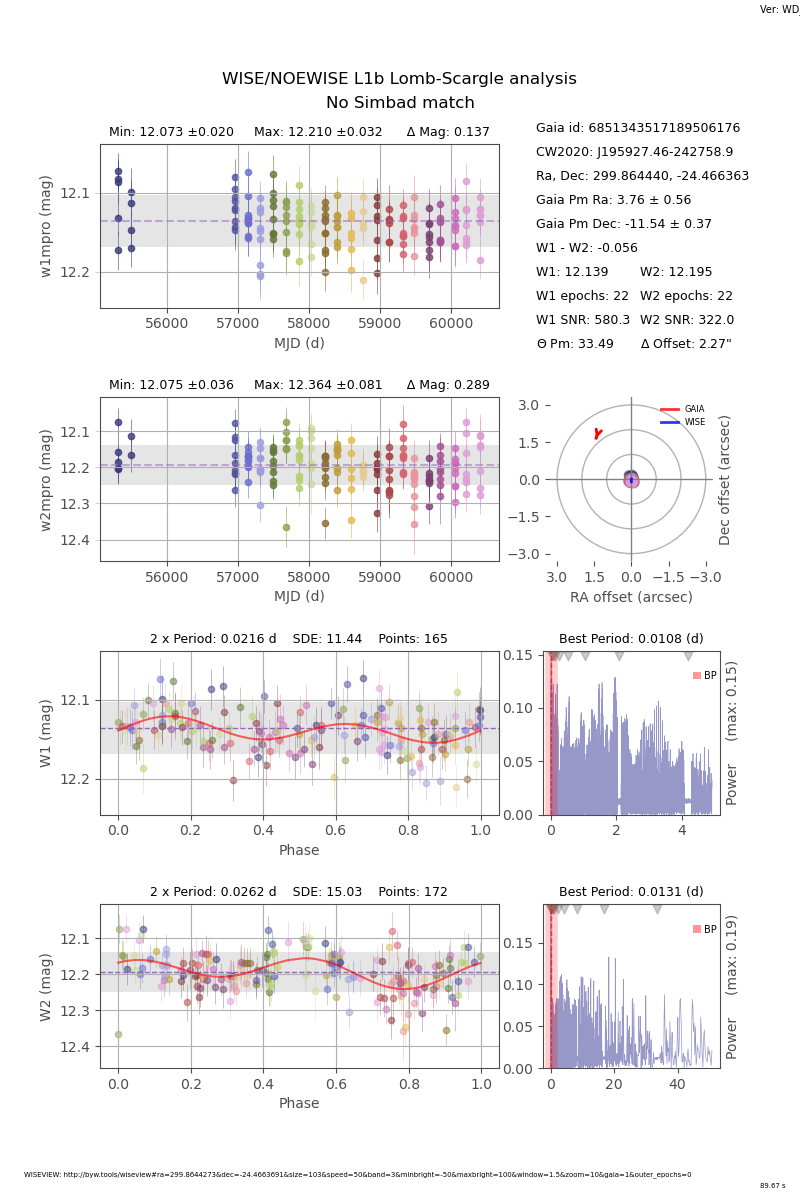 Ver: WD_
WISE/NOEWISE L1b Lomb-Scargle analysis
No Simbad match
Min: 12.073 ±0.020 Max: 12.210 ±0.032 Δ Mag: 0.137
w1mpro (mag)
12.1
12.2
56000 57000 58000 59000 60000
MJD (d)
Gaia id: 6851343517189506176
CW2020: J195927.46-242758.9
Ra, Dec: 299.864440, -24.466363
Gaia Pm Ra: 3.76 ± 0.56
Gaia Pm Dec: -11.54 ± 0.37
W1 - W2: -0.056
W1: 12.139 W2: 12.195
W1 epochs: 22 W2 epochs: 22
W1 SNR: 580.3 W2 SNR: 322.0
Θ Pm: 33.49 Δ Offset: 2.27"
Min: 12.075 ±0.036 Max: 12.364 ±0.081 Δ Mag: 0.289
w2mpro (mag)
12.1
12.2
12.3
12.4
56000 57000 58000 59000 60000
MJD (d)
GAIA
WISE
3.0
1.5
0.0
−1.5
−3.0
3.0 1.5 0.0 −1.5 −3.0
RA offset (arcsec)
Dec offset (arcsec)
2 x Period: 0.0216 d SDE: 11.44 Points: 165
W1 (mag)
12.1
12.2
0.0 0.2 0.4 0.6 0.8 1.0
Phase
Best Period: 0.0108 (d)
BP
0.15
0.10
0.05
0.00
0 2 4
Power (max: 0.15)
2 x Period: 0.0262 d SDE: 15.03 Points: 172
W2 (mag)
12.1
12.2
12.3
12.4
0.0 0.2 0.4 0.6 0.8 1.0
Phase
Best Period: 0.0131 (d)
BP
0.15
0.10
0.05
0.00
0 20 40
Power (max: 0.19)
WISEVIEW: http://byw.tools/wiseview#ra=299.8644273&dec=-24.4663691&size=103&speed=50&band=3&minbright=-50&maxbright=100&window=1.5&zoom=10&gaia=1&outer_epochs=0
89.67 s